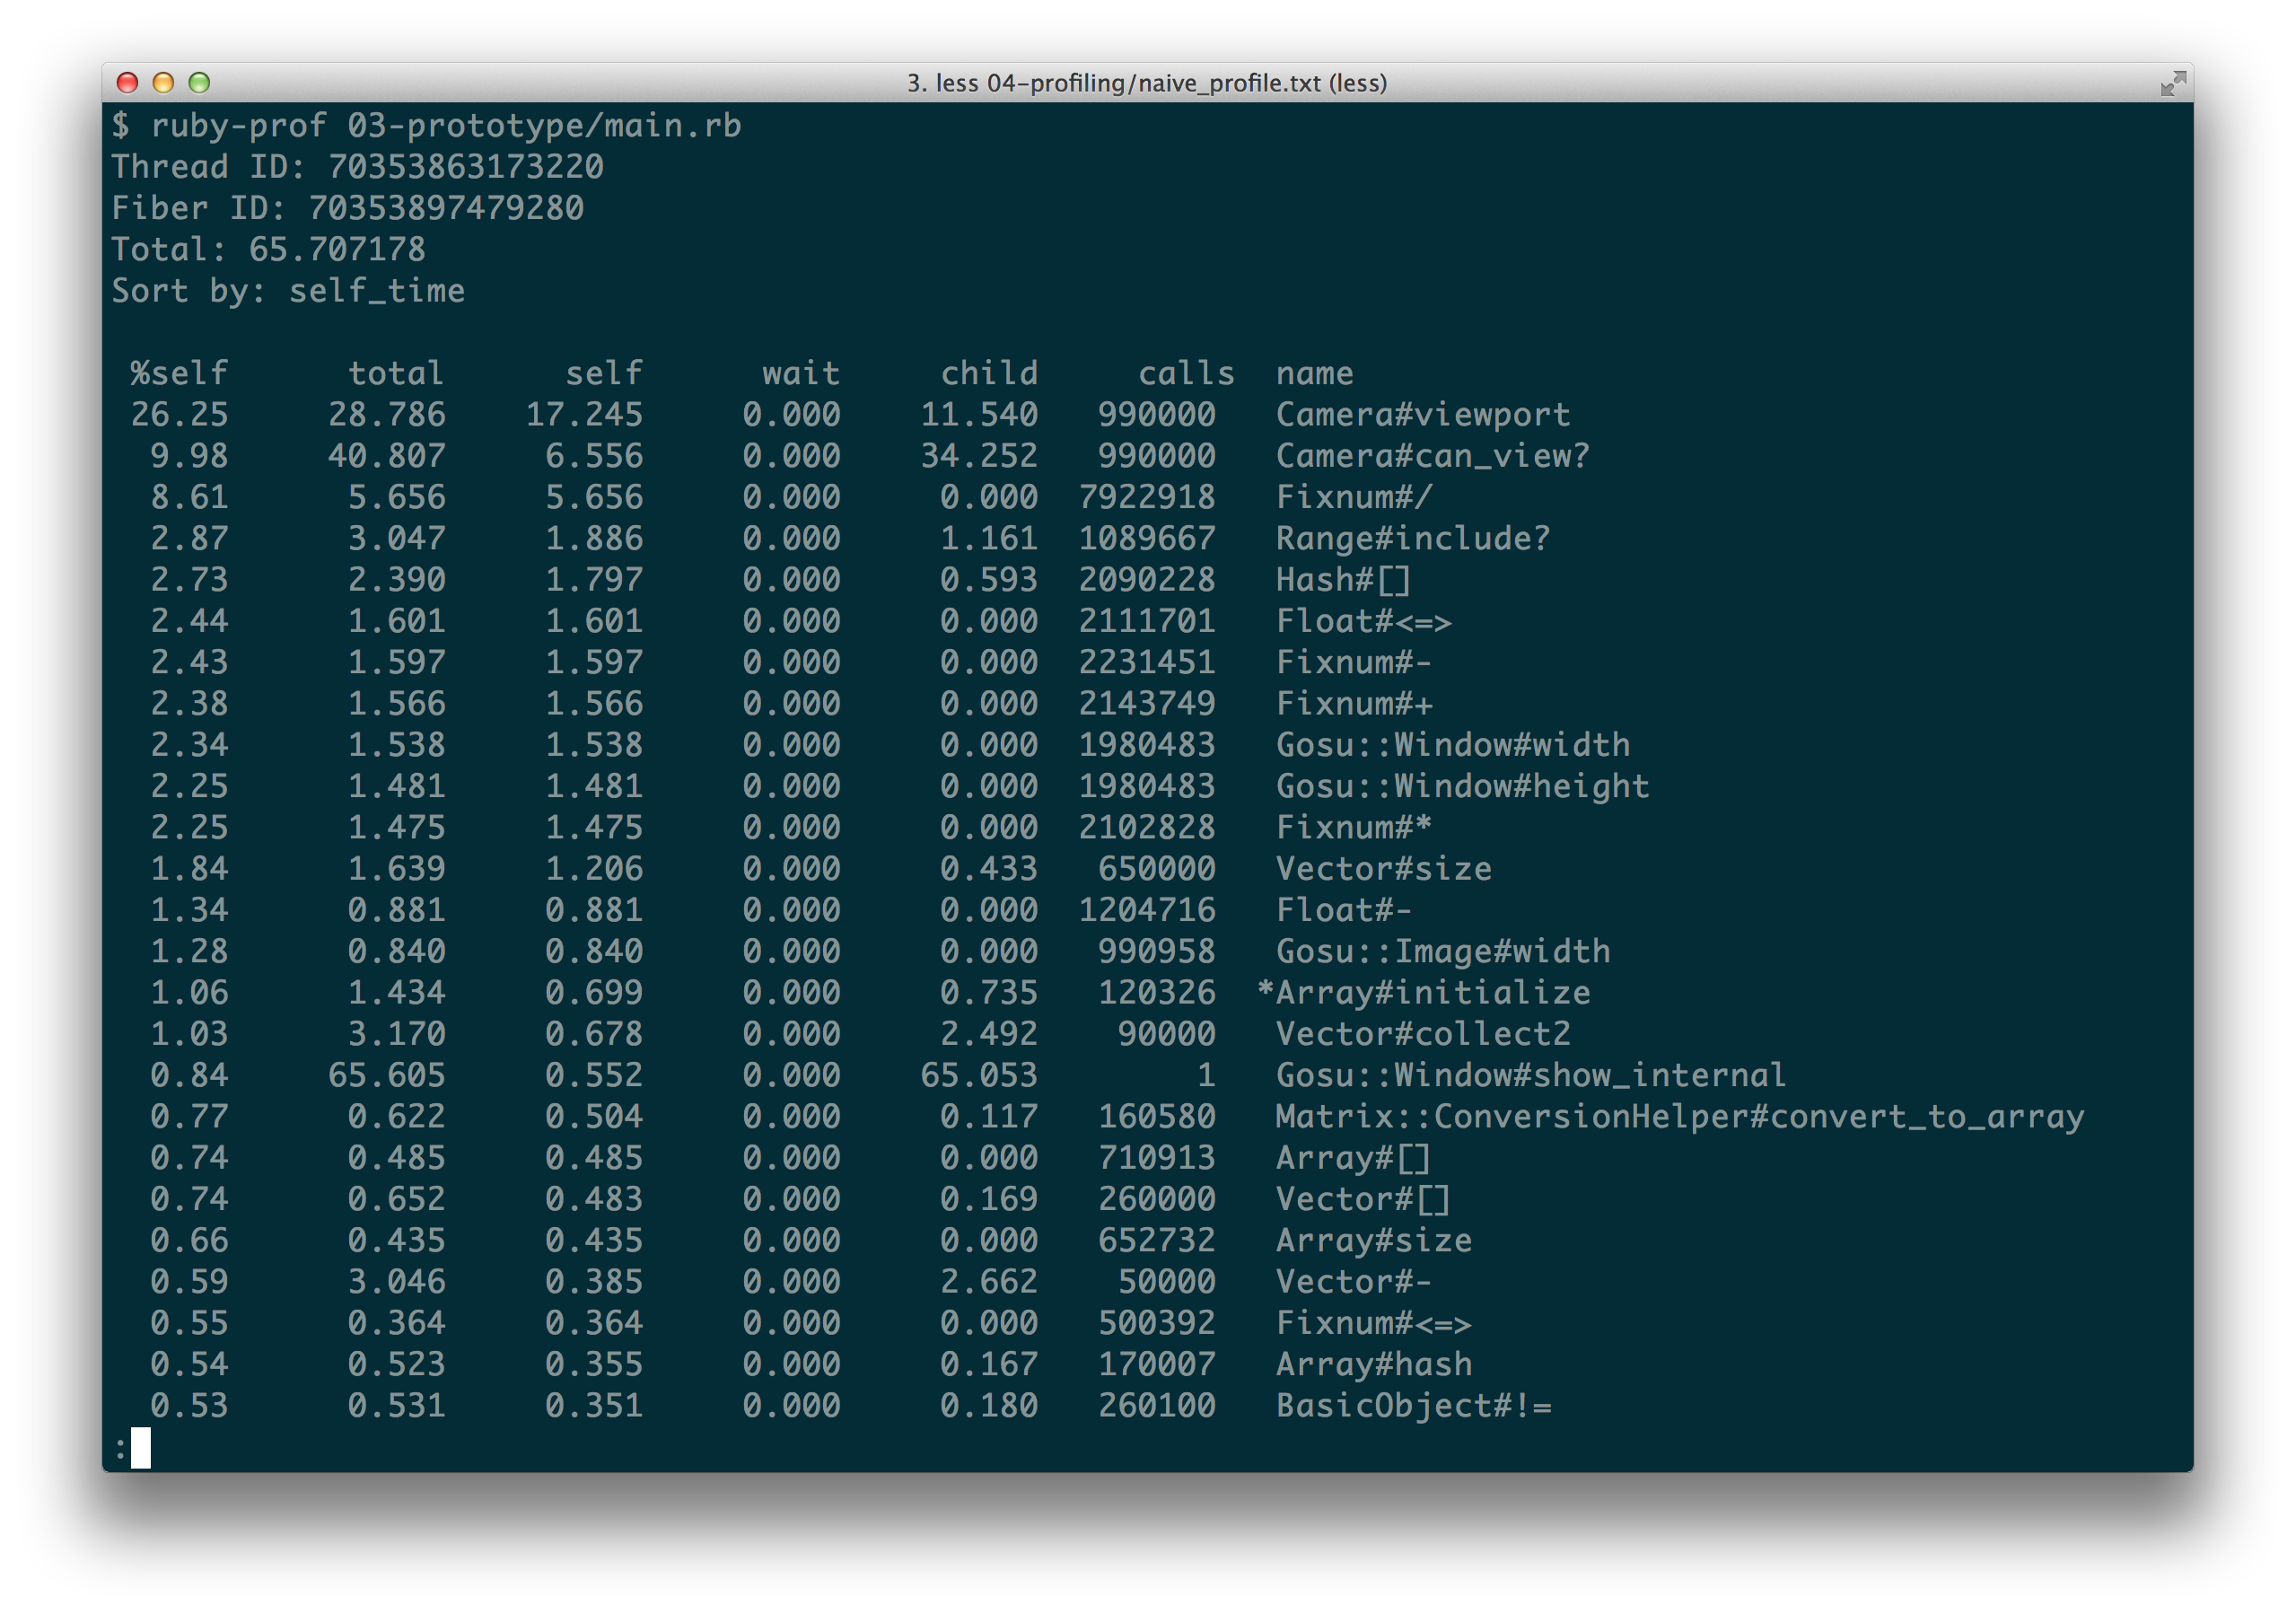 3. less 04-profiling/naive_profile.txt (less)
$ ruby-prof 03-prototype/main.rb
Thread ID: 70353863173220
Fiber ID: 70353897479280
Total: 65.707178
Sort by: self_time
%self total self wait child calls name
26.25 28.786 17.245 0.000 11.540 990000 Camera#viewport
9.98 40.807 6.556 0.000 34.252 990000 Camera#can_view?
8.61 5.656 5.656 0.000 0.000 7922918 Fixnum#/
2.87 3.047 1.886 0.000 1.161 1089667 Range#include?
2.73 2.390 1.797 0.000 0.593 2090228 Hash#[]
2.44 1.601 1.601 0.000 0.000 2111701 Float#<=>
2.43 1.597 1.597 0.000 0.000 2231451 Fixnum#-
2.38 1.566 1.566 0.000 0.000 2143749 Fixnum#+
2.34 1.538 1.538 0.000 0.000 1980483 Gosu::Window#width
2.25 1.481 1.481 0.000 0.000 1980483 Gosu::Window#height
2.25 1.475 1.475 0.000 0.000 2102828 Fixnum#*
1.84 1.639 1.206 0.000 0.433 650000 Vector#size
1.34 0.881 0.881 0.000 0.000 1204716 Float#-
1.28 0.840 0.840 0.000 0.000 990958 Gosu::Image#width
1.06 1.434 0.699 0.000 0.735 120326 *Array#initialize
1.03 3.170 0.678 0.000 2.492 90000 Vector#collect2
0.84 65.605 0.552 0.000 65.053 1 Gosu::Window#show_internal
0.77 0.622 0.504 0.000 0.117 160580 Matrix::ConversionHelper#convert_to_array
0.74 0.485 0.485 0.000 0.000 710913 Array#[]
0.74 0.652 0.483 0.000 0.169 260000 Vector#[]
0.66 0.435 0.435 0.000 0.000 652732 Array#size
0.59 3.046 0.385 0.000 2.662 50000 Vector#-
0.55 0.364 0.364 0.000 0.000 500392 Fixnum#<=>
0.54 0.523 0.355 0.000 0.167 170007 Array#hash
0.53 0.531 0.351 0.000 0.180 260100 BasicObject#!=
: